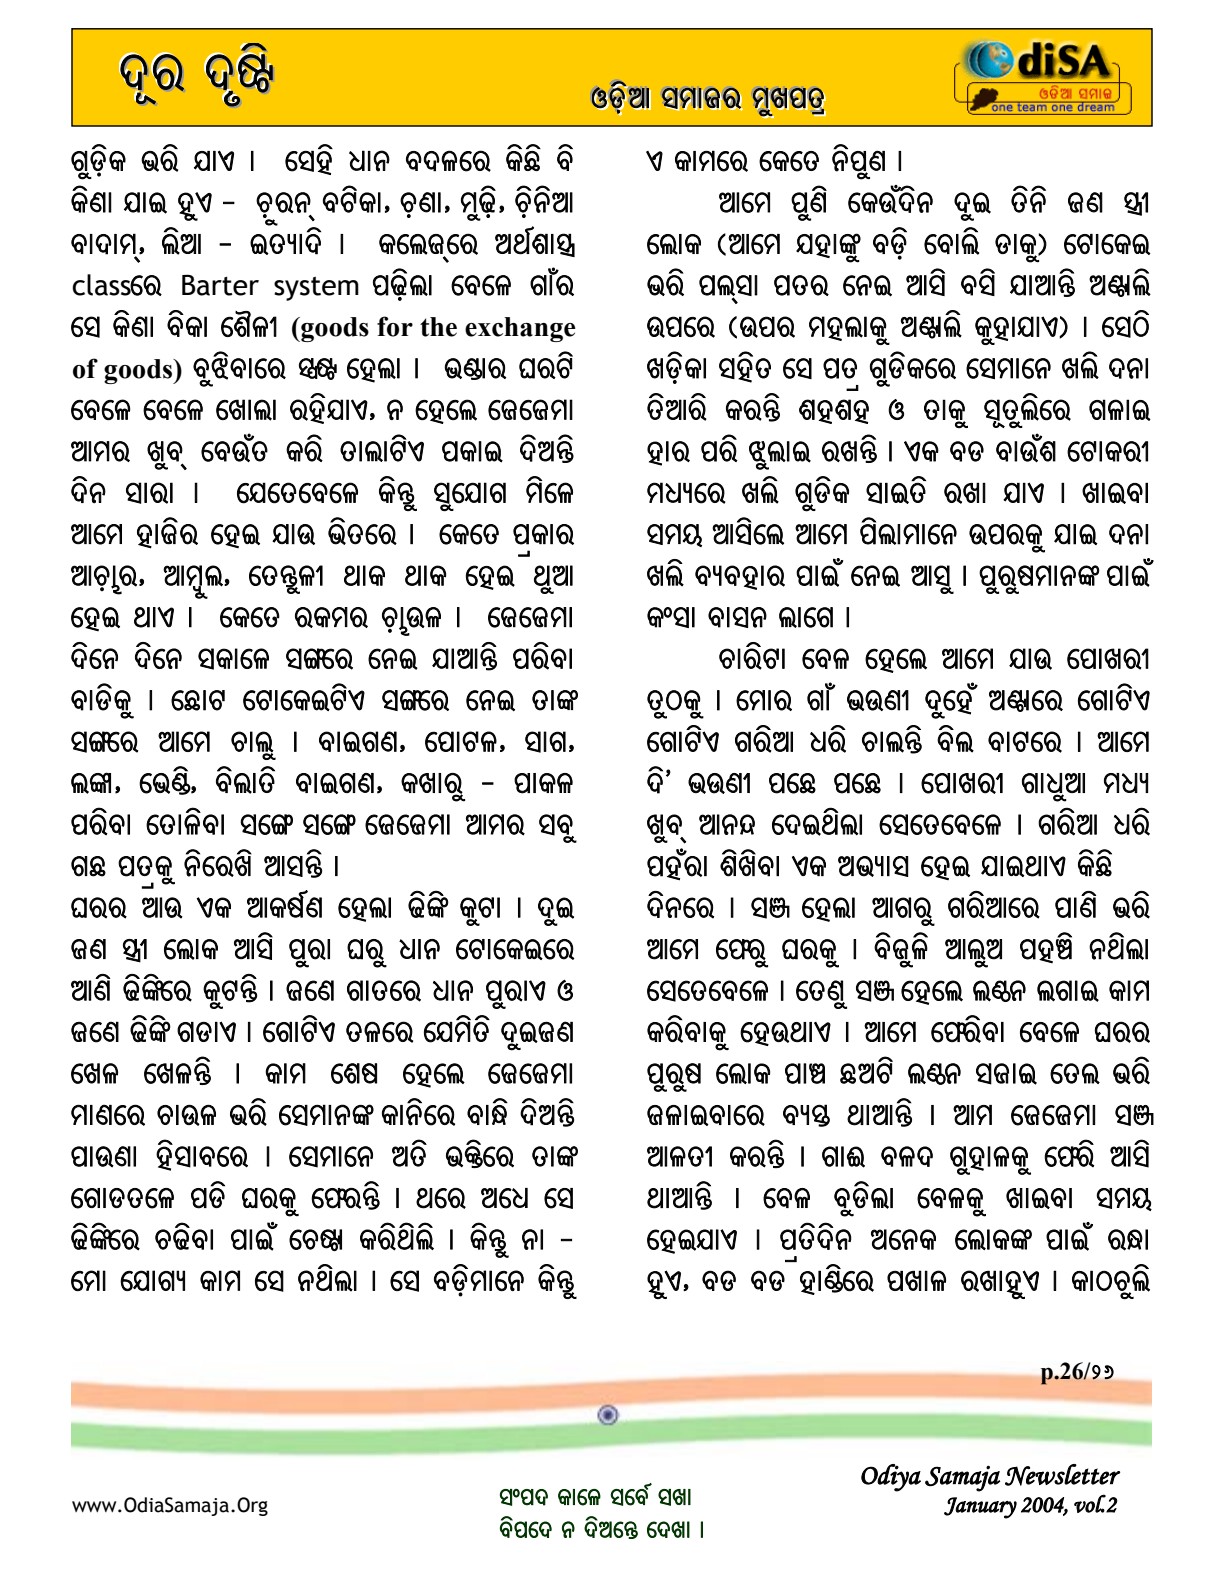 ଦୂର ଦୃଷ୍ଟି
ଓଡ଼ିଆ ସମାଜର ମୁଖପତ୍ର
OdiSA
ଓଡିଆ ସମାଜ
one team one dream
ଗୁଡ଼ିକ ଭରି ଯାଏ । ସେହି ଧାନ ବଦଳରେ କିଛି ବି
କିଣା ଯାଇ ହୁଏ – ଚ଼ୁରନ୍ ବଟିକା, ଚ଼ଣା, ମୁଢ଼ି, ଚ଼ିନିଆ
ବାଦାମ୍, ଲିଆ – ଇତ୍ୟାଦି । କଲେଜ୍‌ରେ ଅର୍ଥଶାସ୍ତ୍ର
classରେ Barter system ପଢ଼ିଲା ବେଳେ ଗାଁର
ସେ କିଣା ବିକା ଶୈଳୀ (goods for the exchange
of goods) ବୁଝିବାରେ ସ୍ପଷ୍ଟ ହେଲା । ଭଣ୍ଡାର ଘରଟି
ବେଳେ ବେଳେ ଖୋଲା ରହିଯାଏ, ନ ହେଲେ ଜେଜେମା
ଆମର ଖୁବ୍ ବେଉଁତ କରି ତାଲାଟିଏ ପକାଇ ଦିଅନ୍ତି
ଦିନ ସାରା । ଯେତେବେଳେ କିନ୍ତୁ ସୁଯୋଗ ମିଳେ
ଆମେ ହାଜିର ହେଇ ଯାଉ ଭିତରେ । କେତେ ପ୍ରକାର
ଆଚ଼ାର, ଆମ୍ବୁଲ, ତେନ୍ତୁଳୀ ଥାକ ଥାକ ହେଇ ଥୁଆ
ହେଇ ଥାଏ । କେତେ ରକମର ଚ଼ାଉଳ । ଜେଜେମା
ଦିନେ ଦିନେ ସକାଳେ ସଙ୍ଗରେ ନେଇ ଯାଆନ୍ତି ପରିବା
ବାଡିକୁ । ଛୋଟ ଟୋକେଇଟିଏ ସଙ୍ଗରେ ନେଇ ତାଙ୍କ
ସଙ୍ଗରେ ଆମେ ଚାଲୁ । ବାଇଗଣ, ପୋଟଳ, ସାଗ,
ଲଙ୍କା, ଭେଣ୍ଡି, ବିଲାତି ବାଇଗଣ, କଖାରୁ – ପାକଳ
ପରିବା ତୋଳିବା ସଙ୍ଗେ ସଙ୍ଗେ ଜେଜେମା ଆମର ସବୁ
ଗଛ ପତ୍ରକୁ ନିରେଖି ଆସନ୍ତି ।
ଘରର ଆଉ ଏକ ଆକର୍ଷଣ ହେଲା ଢିଙ୍କି କୁଟା । ଦୁଇ
ଜଣ ସ୍ତ୍ରୀ ଲୋକ ଆସି ପୁରା ଘରୁ ଧାନ ଟୋକେଇରେ
ଆଣି ଢିଙ୍କିରେ କୁଟନ୍ତି । ଜଣେ ଗାତରେ ଧାନ ପୁରାଏ ଓ
ଜଣେ ଢିଙ୍କି ଗଡାଏ । ଗୋଟିଏ ତଳରେ ଯେମିତି ଦୁଇଜଣ
ଖେଳ ଖେଳନ୍ତି । କାମ ଶେଷ ହେଲେ ଜେଜେମା
ମାଣରେ ଚାଉଳ ଭରି ସେମାନଙ୍କ କାନିରେ ବାନ୍ଧି ଦିଅନ୍ତି
ପାଉଣା ହିସାବରେ । ସେମାନେ ଅତି ଭକ୍ତିରେ ତାଙ୍କ
ଗୋଡତଳେ ପଡି ଘରକୁ ଫେରନ୍ତି । ଥରେ ଅଧେ ସେ
ଢିଙ୍କିରେ ଚଢିବା ପାଇଁ ଚେଷ୍ଟା କରିଥିଲି । କିନ୍ତୁ ନା –
ମୋ ଯୋଗ୍ୟ କାମ ସେ ନଥିଲା । ସେ ବଡ଼ିମାନେ କିନ୍ତୁ
ଏ କାମରେ କେତେ ନିପୁଣ ।
ଆମେ ପୁଣି କେଉଁଦିନ ଦୁଇ ତିନି ଜଣ ସ୍ତ୍ରୀ
ଲୋକ (ଆମେ ଯହାଙ୍କୁ ବଡ଼ି ବୋଲି ଡାକୁ) ଟୋକେଇ
ଭରି ପଳ୍‌ସା ପତର ନେଇ ଆସି ବସି ଯାଆନ୍ତି ଅଣ୍ଟାଲି
ଉପରେ (ଉପର ମହଲାକୁ ଅଣ୍ଟାଲି କୁହାଯାଏ) । ସେଠି
ଖଡ଼ିକା ସହିତ ସେ ପତ୍ର ଗୁଡିକରେ ସେମାନେ ଖଲି ଦନା
ତିଆରି କରନ୍ତି ଶହଶହ ଓ ତାକୁ ସୂତୁଲିରେ ଗଳାଇ
ହାର ପରି ଝୁଲାଇ ରଖନ୍ତି । ଏକ ବଡ ବାଉଁଶ ଟୋକରୀ
ମଧ୍ୟରେ ଖଲି ଗୁଡିକ ସାଇତି ରଖା ଯାଏ । ଖାଇବା
ସମୟ ଆସିଲେ ଆମେ ପିଲାମାନେ ଉପରକୁ ଯାଇ ଦନା
ଖଲି ବ୍ୟବହାର ପାଇଁ ନେଇ ଆସୁ । ପୁରୁଷମାନଙ୍କ ପାଇଁ
କଂସା ବାସନ ଲାଗେ ।
ଚାରିଟା ବେଳ ହେଲେ ଆମେ ଯାଉ ପୋଖରୀ
ତୁଠକୁ । ମୋର ଗାଁ ଭଉଣୀ ଦୁହେଁ ଅଣ୍ଟାରେ ଗୋଟିଏ
ଗୋଟିଏ ଗରିଆ ଧରି ଚାଲନ୍ତି ବିଲ ବାଟରେ । ଆମେ
ଦି’ ଭଉଣୀ ପଛେ ପଛେ । ପୋଖରୀ ଗାଧୁଆ ମଧ୍ୟ
ଖୁବ୍ ଆନନ୍ଦ ଦେଇଥିଲା ସେତେବେଳେ । ଗରିଆ ଧରି
ପହଁରା ଶିଖିବା ଏକ ଅଭ୍ୟାସ ହେଇ ଯାଇଥାଏ କିଛି
ଦିନରେ । ସଞ୍ଜ ହେଲା ଆଗରୁ ଗରିଆରେ ପାଣି ଭରି
ଆମେ ଫେରୁ ଘରକୁ । ବିଜୁଳି ଆଲୁଅ ପହଞ୍ଚି ନଥିଲା
ସେତେବେଳେ । ତେଣୁ ସଞ୍ଜ ହେଲେ ଲଣ୍ଠନ ଲଗାଇ କାମ
କରିବାକୁ ହେଉଥାଏ । ଆମେ ଫେରିବା ବେଳେ ଘରର
ପୁରୁଷ ଲୋକ ପାଞ୍ଚ ଛଅଟି ଲଣ୍ଠନ ସଜାଇ ତେଲ ଭରି
ଜଳାଇବାରେ ବ୍ୟସ୍ତ ଥାଆନ୍ତି । ଆମ ଜେଜେମା ସଞ୍ଜ
ଆଳତୀ କରନ୍ତି । ଗାଈ ବଳଦ ଗୁହାଳକୁ ଫେରି ଆସି
ଥାଆନ୍ତି । ବେଳ ବୁଡିଲା ବେଳକୁ ଖାଇବା ସମୟ
ହେଇଯାଏ । ପ୍ରତିଦିନ ଅନେକ ଲୋକଙ୍କ ପାଇଁ ରନ୍ଧା
ହୁଏ, ବଡ ବଡ ହାଣ୍ଡିରେ ପଖାଳ ରଖାହୁଏ । କାଠଚୁଲି
p.26/୨୬
www.OdiaSamaja.Org
ସଂପଦ କାଳେ ସର୍ବେ ସଖା
ବିପଦେ ନ ଦିଅନ୍ତେ ଦେଖା ।
Odiya Samaja Newsletter
January 2004, vol.2